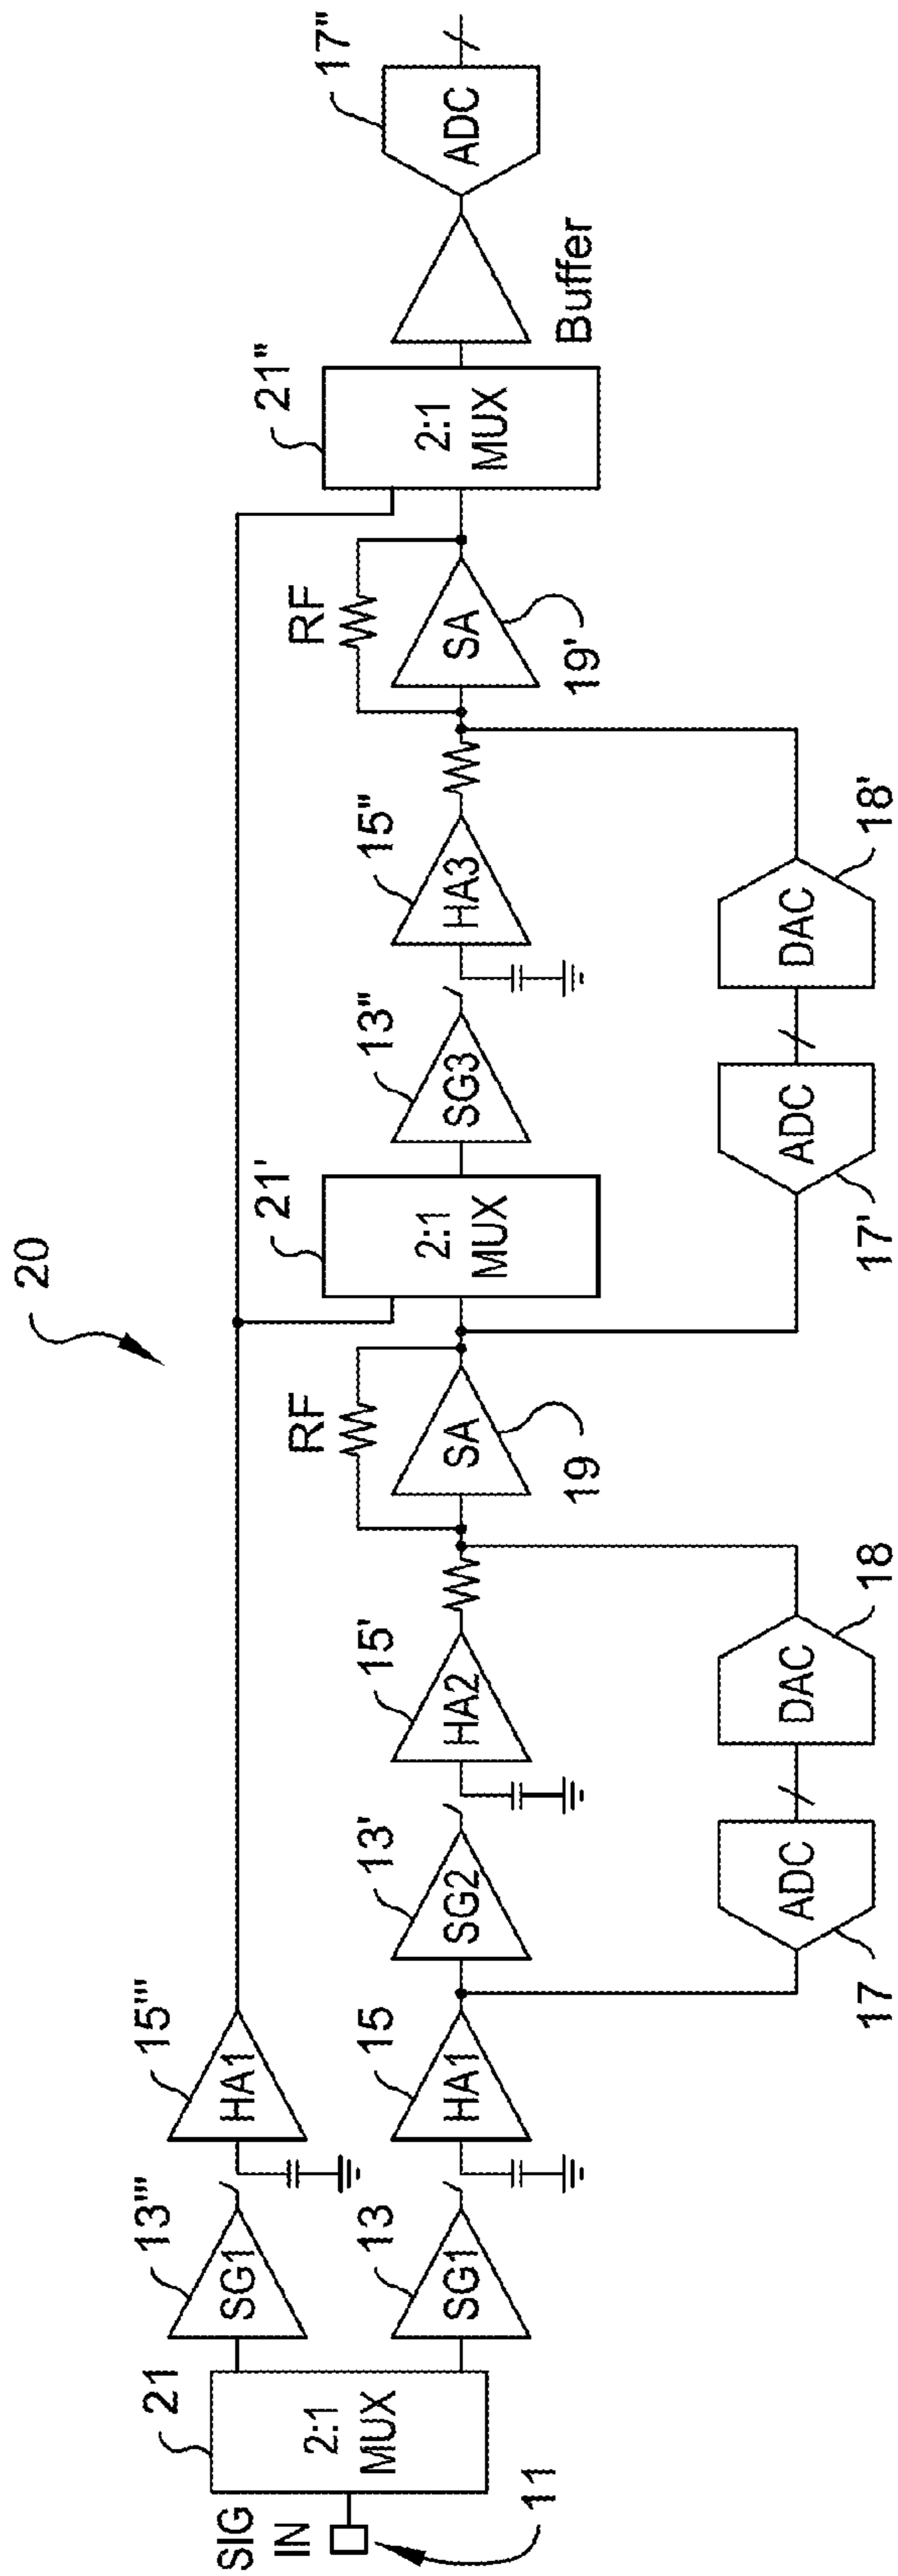 20
SIG
IN
11
21
2:1
MUX
13'''
SG1
15'''
HA1
13
SG1
15
HA1
13'
SG2
15'
HA2
RF
SA
19
21'
2:1
MUX
13"
SG3
15"
HA3
RF
SA
19'
21"
2:1
MUX
Buffer
17"
ADC
17
ADC
DAC
18
17'
ADC
DAC
18'